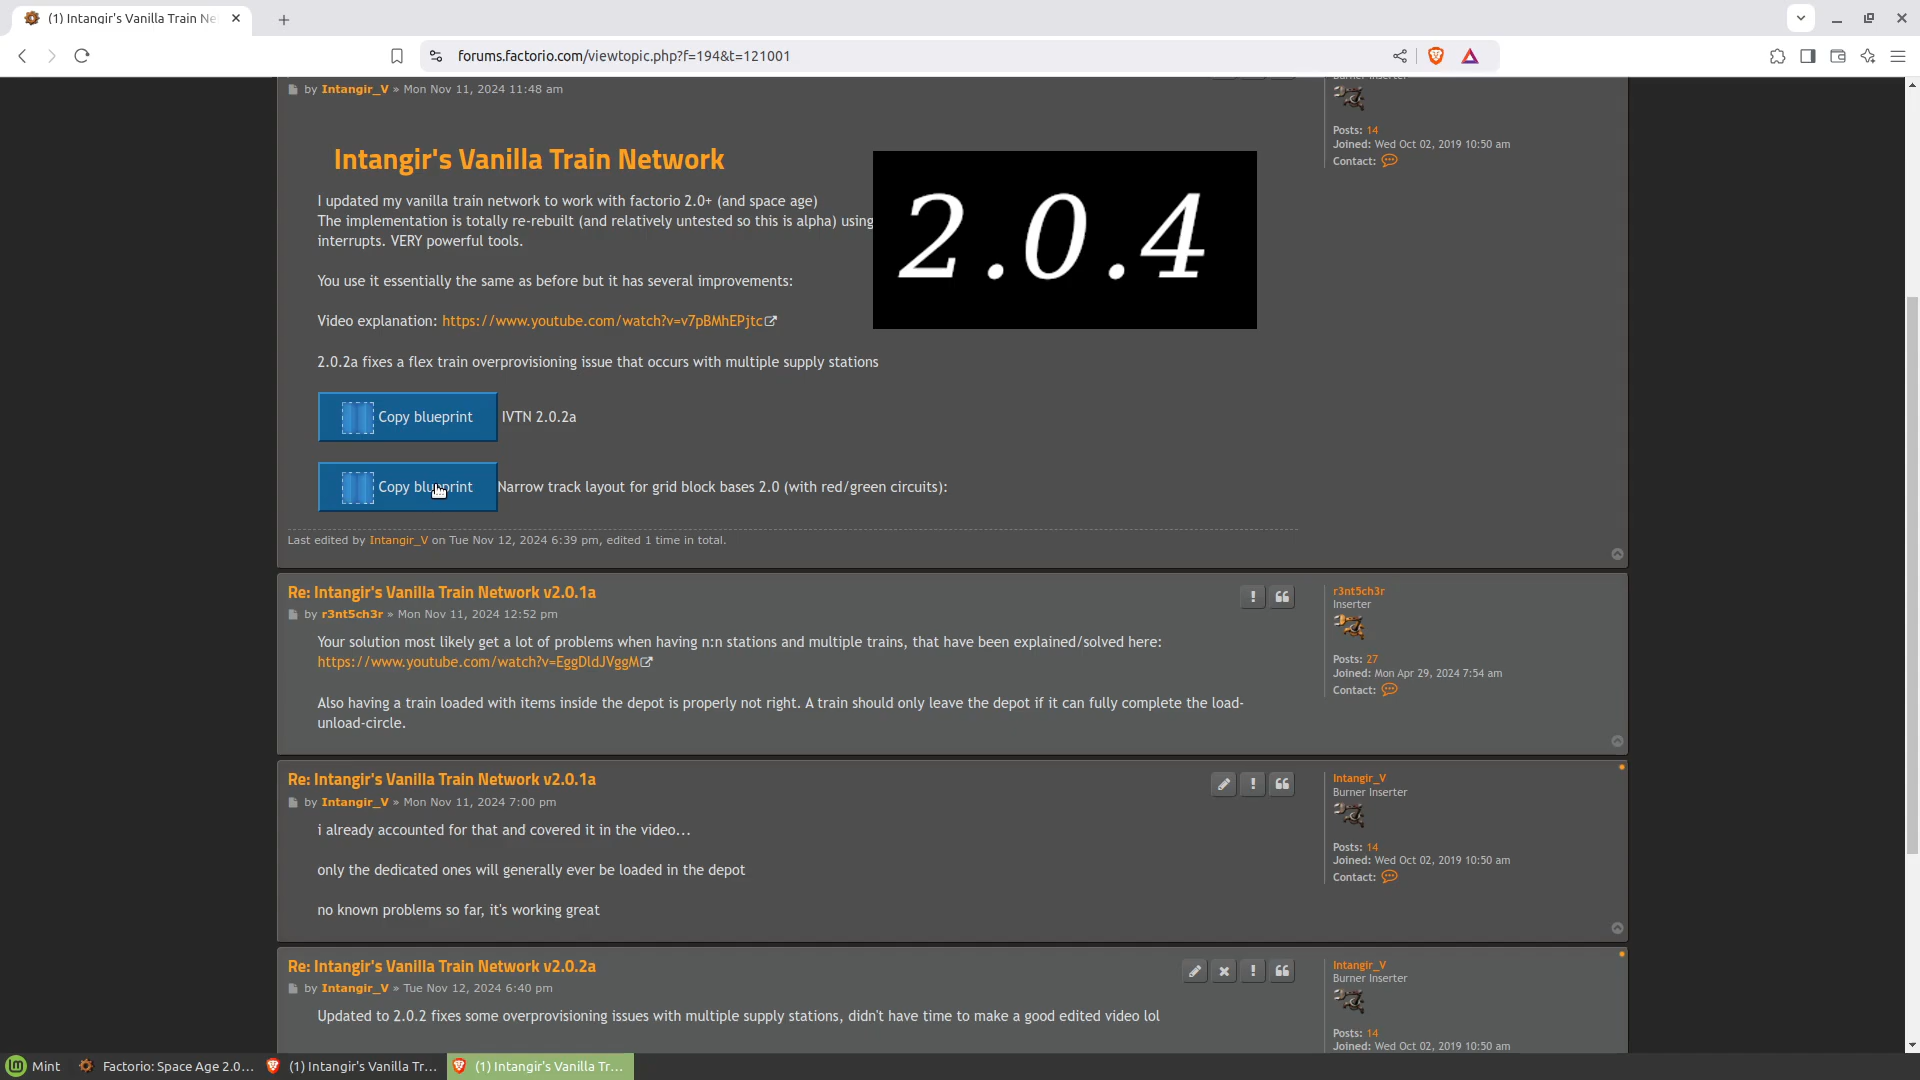 (1) Intangir's Vanilla Train Ne
forums.factorio.com/viewtopic.php?f=194&t=121001
by Intangir_V » Mon Nov 11, 2024 11:48 am
Posts: 14
Joined: Wed Oct 02, 2019 10:50 am
Contact:
Intangir's Vanilla Train Network
I updated my vanilla train network to work with factorio 2.0+ (and space age)
The implementation is totally re-rebuilt (and relatively untested so this is alpha) using
interrupts. VERY powerful tools.
2.0.4
You use it essentially the same as before but it has several improvements:
Video explanation: https://www.youtube.com/watch?v=v7pBMhEPjtc
2.0.2a fixes a flex train overprovisioning issue that occurs with multiple supply stations
Copy blueprint IVTN 2.0.2a
Copy blueprint Narrow track layout for grid block bases 2.0 (with red/green circuits):
Last edited by Intangir_V on Tue Nov 12, 2024 6:39 pm, edited 1 time in total.
Re: Intangir's Vanilla Train Network v2.0.1a
by r3nt5ch3r » Mon Nov 11, 2024 12:52 pm
Your solution most likely get a lot of problems when having n:n stations and multiple trains, that have been explained/solved here:
https://www.youtube.com/watch?v=EggDldJVggM
Also having a train loaded with items inside the depot is properly not right. A train should only leave the depot if it can fully complete the load-
unload-circle.
r3nt5ch3r
Inserter
Posts: 27
Joined: Mon Apr 29, 2024 7:54 am
Contact:
Re: Intangir's Vanilla Train Network v2.0.1a
by Intangir_V » Mon Nov 11, 2024 7:00 pm
i already accounted for that and covered it in the video...
only the dedicated ones will generally ever be loaded in the depot
no known problems so far, it's working great
Intangir_V
Burner Inserter
Posts: 14
Joined: Wed Oct 02, 2019 10:50 am
Contact:
Re: Intangir's Vanilla Train Network v2.0.2a
by Intangir_V » Tue Nov 12, 2024 6:40 pm
Updated to 2.0.2 fixes some overprovisioning issues with multiple supply stations, didn't have time to make a good edited video lol
Intangir_V
Burner Inserter
Posts: 14
Joined: Wed Oct 02, 2019 10:50 am
Mint
Factorio: Space Age 2.0...
(1) Intangir's Vanilla Tr...
(1) Intangir's Vanilla Tr...